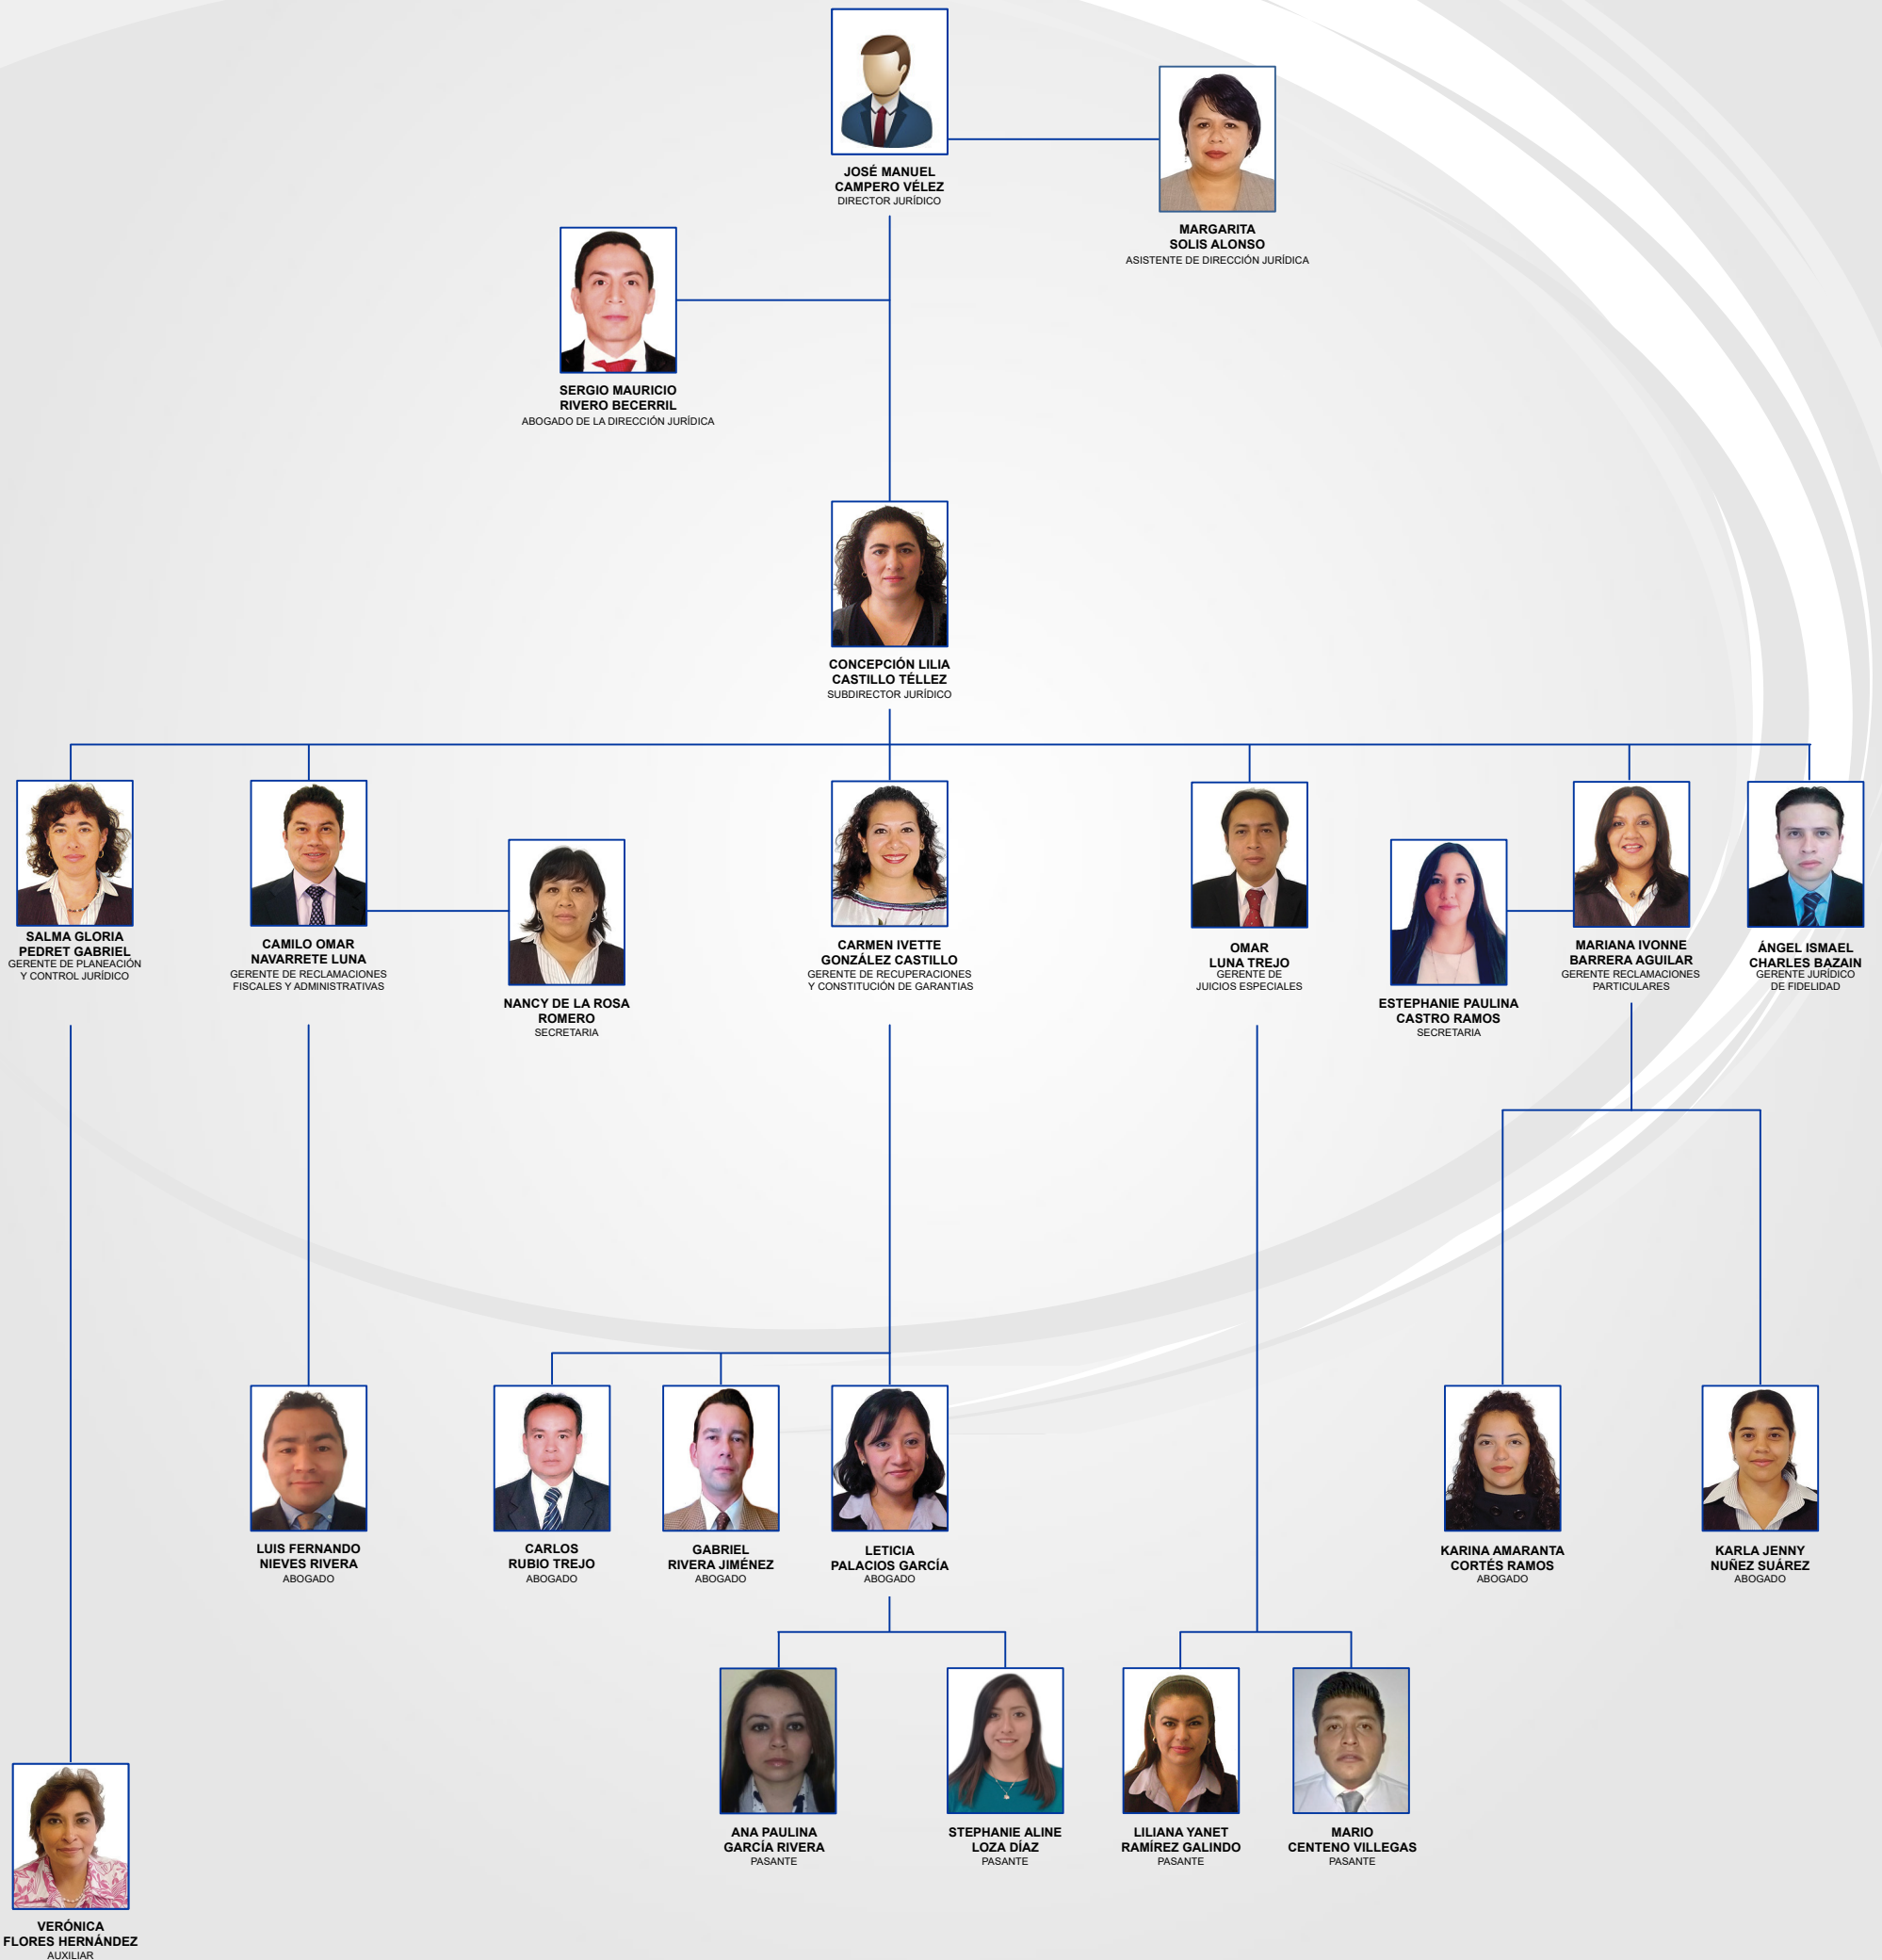 JOSÉ MANUEL
CAMPERO VÉLEZ
DIRECTOR JURÍDICO
MARGARITA
SOLIS ALONSO
ASISTENTE DE DIRECCIÓN JURÍDICA
SERGIO MAURICIO
RIVERO BECERRIL
ABOGADO DE LA DIRECCIÓN JURÍDICA
CONCEPCIÓN LILIA
CASTILLO TÉLLEZ
SUBDIRECTOR JURÍDICO
SALMA GLORIA
PEDRET GABRIEL
GERENTE DE PLANEACIÓN
Y CONTROL JURÍDICO
CAMILO OMAR
NAVARRETE LUNA
GERENTE DE RECLAMACIONES
FISCALES Y ADMINISTRATIVAS
NANCY DE LA ROSA
ROMERO
SECRETARIA
CARMEN IVETTE
GONZÁLEZ CASTILLO
GERENTE DE RECUPERACIONES
Y CONSTITUCIÓN DE GARANTIAS
OMAR
LUNA TREJO
GERENTE DE
JUICIOS ESPECIALES
ESTEPHANIE PAULINA
CASTRO RAMOS
SECRETARIA
MARIANA IVONNE
BARRERA AGUILAR
GERENTE RECLAMACIONES
PARTICULARES
ÁNGEL ISMAEL
CHARLES BAZAIN
GERENTE JURÍDICO
DE FIDELIDAD
LUIS FERNANDO
NIEVES RIVERA
ABOGADO
CARLOS
RUBIO TREJO
ABOGADO
GABRIEL
RIVERA JIMÉNEZ
ABOGADO
LETICIA
PALACIOS GARCÍA
ABOGADO
KARINA AMARANTA
CORTÉS RAMOS
ABOGADO
KARLA JENNY
NUÑEZ SUÁREZ
ABOGADO
ANA PAULINA
GARCÍA RIVERA
PASANTE
STEPHANIE ALINE
LOZA DÍAZ
PASANTE
LILIANA YANET
RAMÍREZ GALINDO
PASANTE
MARIO
CENTENO VILLEGAS
PASANTE
VERÓNICA
FLORES HERNÁNDEZ
AUXILIAR